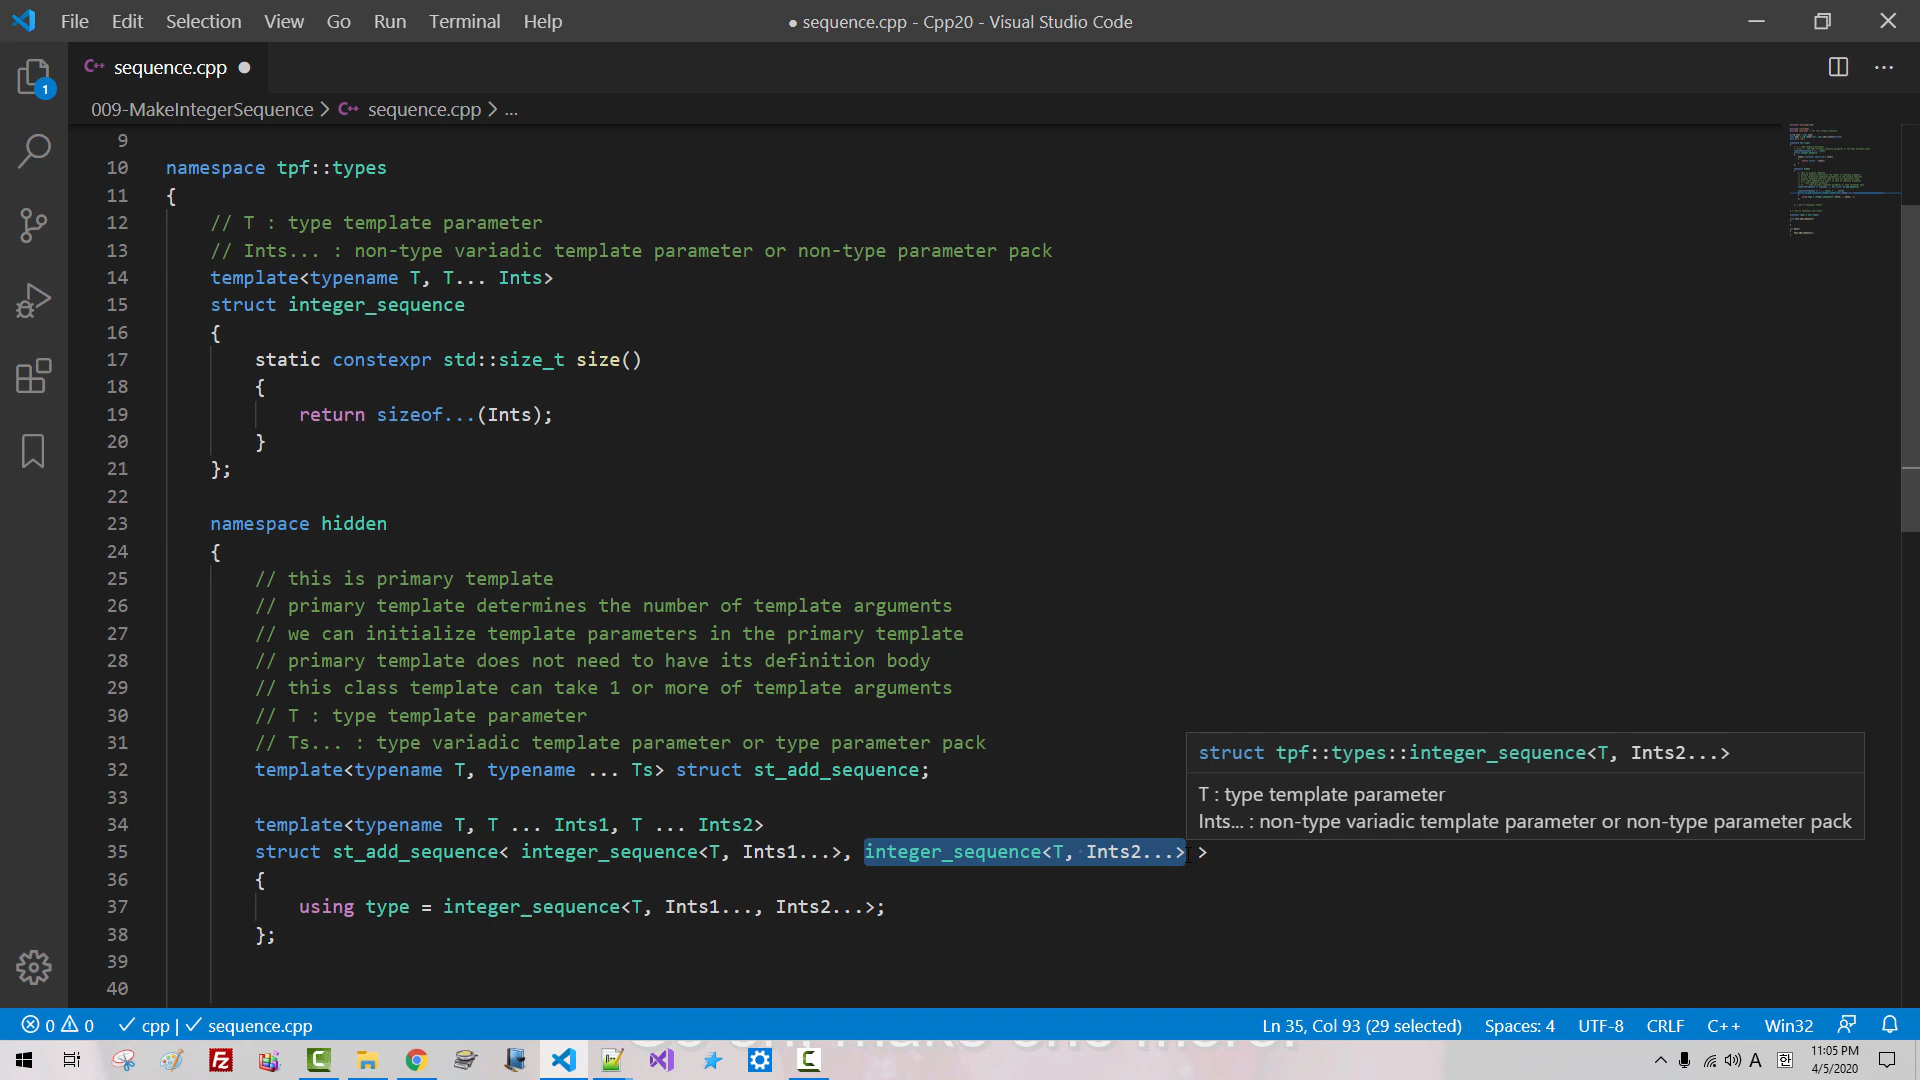 File Edit Selection View Go Run Terminal Help
● sequence.cpp - Cpp20 - Visual Studio Code
C++ sequence.cpp ●
1
009-MakeIntegerSequence > C++ sequence.cpp > ...
9
10 namespace tpf::types
11 {
12 // T : type template parameter
13 // Ints... : non-type variadic template parameter or non-type parameter pack
14 template<typename T, T... Ints>
15 struct integer_sequence
16 {
17 static constexpr std::size_t size()
18 {
19 return sizeof...(Ints);
20 }
21 };
22
23 namespace hidden
24 {
25 // this is primary template
26 // primary template determines the number of template arguments
27 // we can initialize template parameters in the primary template
28 // primary template does not need to have its definition body
29 // this class template can take 1 or more of template arguments
30 // T : type template parameter
31 // Ts... : type variadic template parameter or type parameter pack
32 template<typename T, typename ... Ts> struct st_add_sequence;
33
34 template<typename T, T ... Ints1, T ... Ints2>
35 struct st_add_sequence< integer_sequence<T, Ints1...>, integer_sequence<T, Ints2...> >
36 {
37 using type = integer_sequence<T, Ints1..., Ints2...>;
38 };
39
40
struct tpf::types::integer_sequence<T, Ints2...>
T : type template parameter
Ints... : non-type variadic template parameter or non-type parameter pack
0 0 cpp | sequence.cpp
Ln 35, Col 93 (29 selected) Spaces: 4 UTF-8 CRLF C++ Win32
A 한 11:05 PM
4/5/2020